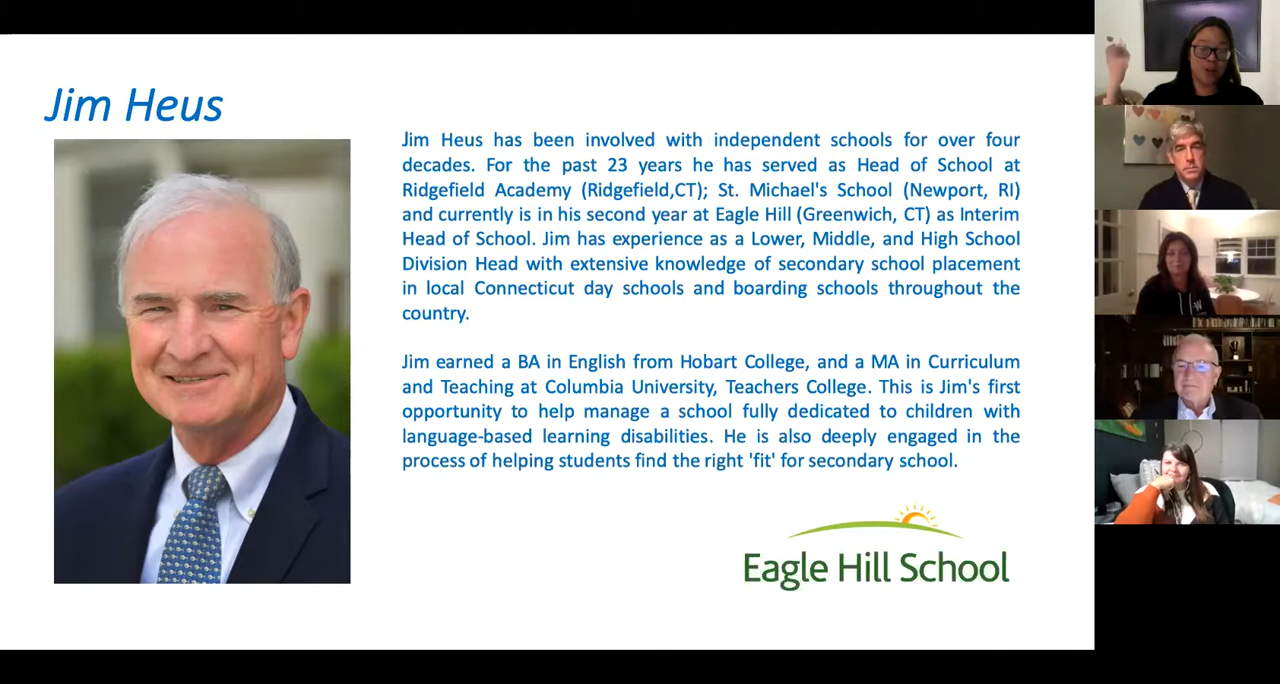 Jim Heus
Jim Heus has been involved with independent schools for over four
decades. For the past 23 years he has served as Head of School at
Ridgefield Academy (Ridgefield,CT); St. Michael's School (Newport, RI)
and currently is in his second year at Eagle Hill (Greenwich, CT) as Interim
Head of School. Jim has experience as a Lower, Middle, and High School
Division Head with extensive knowledge of secondary school placement
in local Connecticut day schools and boarding schools throughout the
country.
Jim earned a BA in English from Hobart College, and a MA in Curriculum
and Teaching at Columbia University, Teachers College. This is Jim's first
opportunity to help manage a school fully dedicated to children with
language-based learning disabilities. He is also deeply engaged in the
process of helping students find the right 'fit' for secondary school.
Eagle Hill School